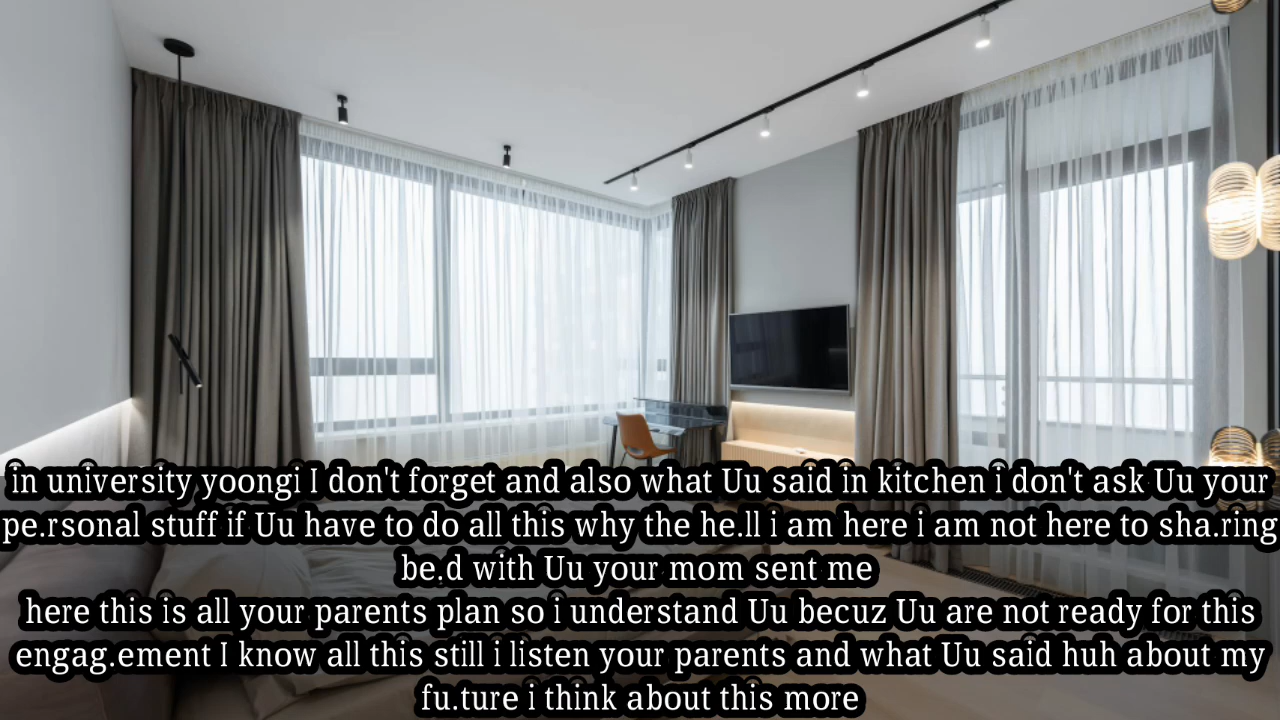 in university yoongi I don't forget and also what Uu said in kitchen i don't ask Uu your
pe.rsonal stuff if Uu have to do all this why the he.ll i am here i am not here to sha.ring
be.d with Uu your mom sent me
here this is all your parents plan so i understand Uu becuz Uu are not ready for this
engag.ement I know all this still i listen your parents and what Uu said huh about my
fu.ture i think about this more